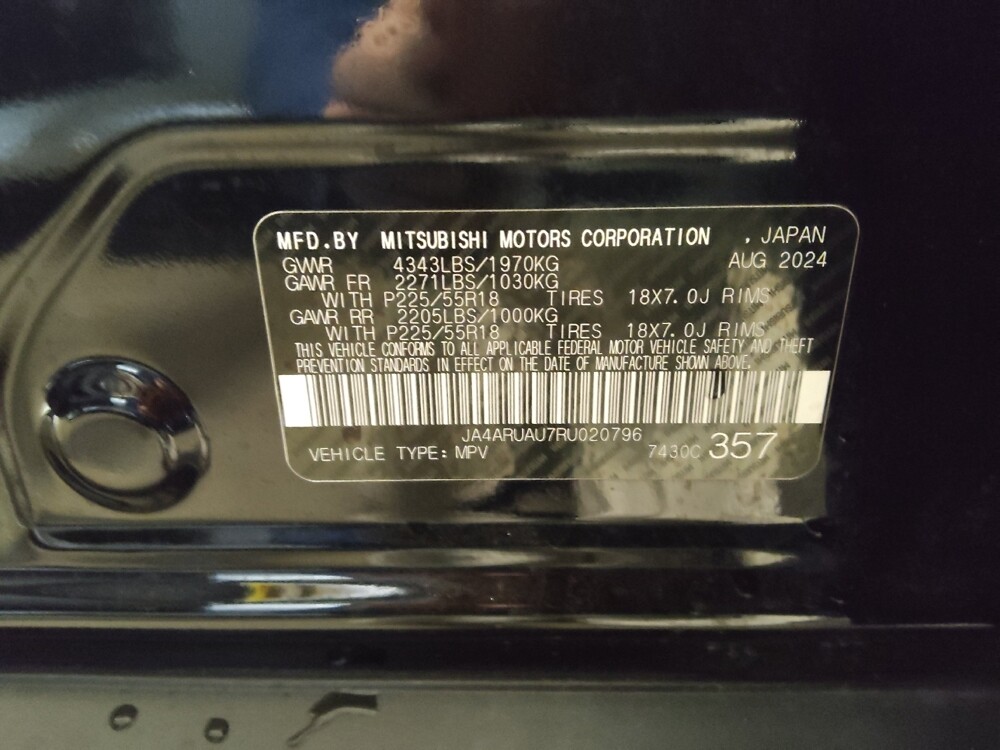 MFD.BY MITSUBISHI MOTORS CORPORATION , JAPAN
AUG 2024
GVWR 4343LBS/1970KG
GAWR FR 2271LBS/1030KG
WITH P225/55R18 TIRES 18X7.0J RIMS
GAWR RR 2205LBS/1000KG
WITH P225/55R18 TIRES 18X7.0J RIMS
THIS VEHICLE CONFORMS TO ALL APPLICABLE FEDERAL MOTOR VEHICLE SAFETY AND THEFT
PREVENTION STANDARDS IN EFFECT ON THE DATE OF MANUFACTURE SHOWN ABOVE.
JA4ARUAU7RU020796
VEHICLE TYPE: MPV 7430C 357